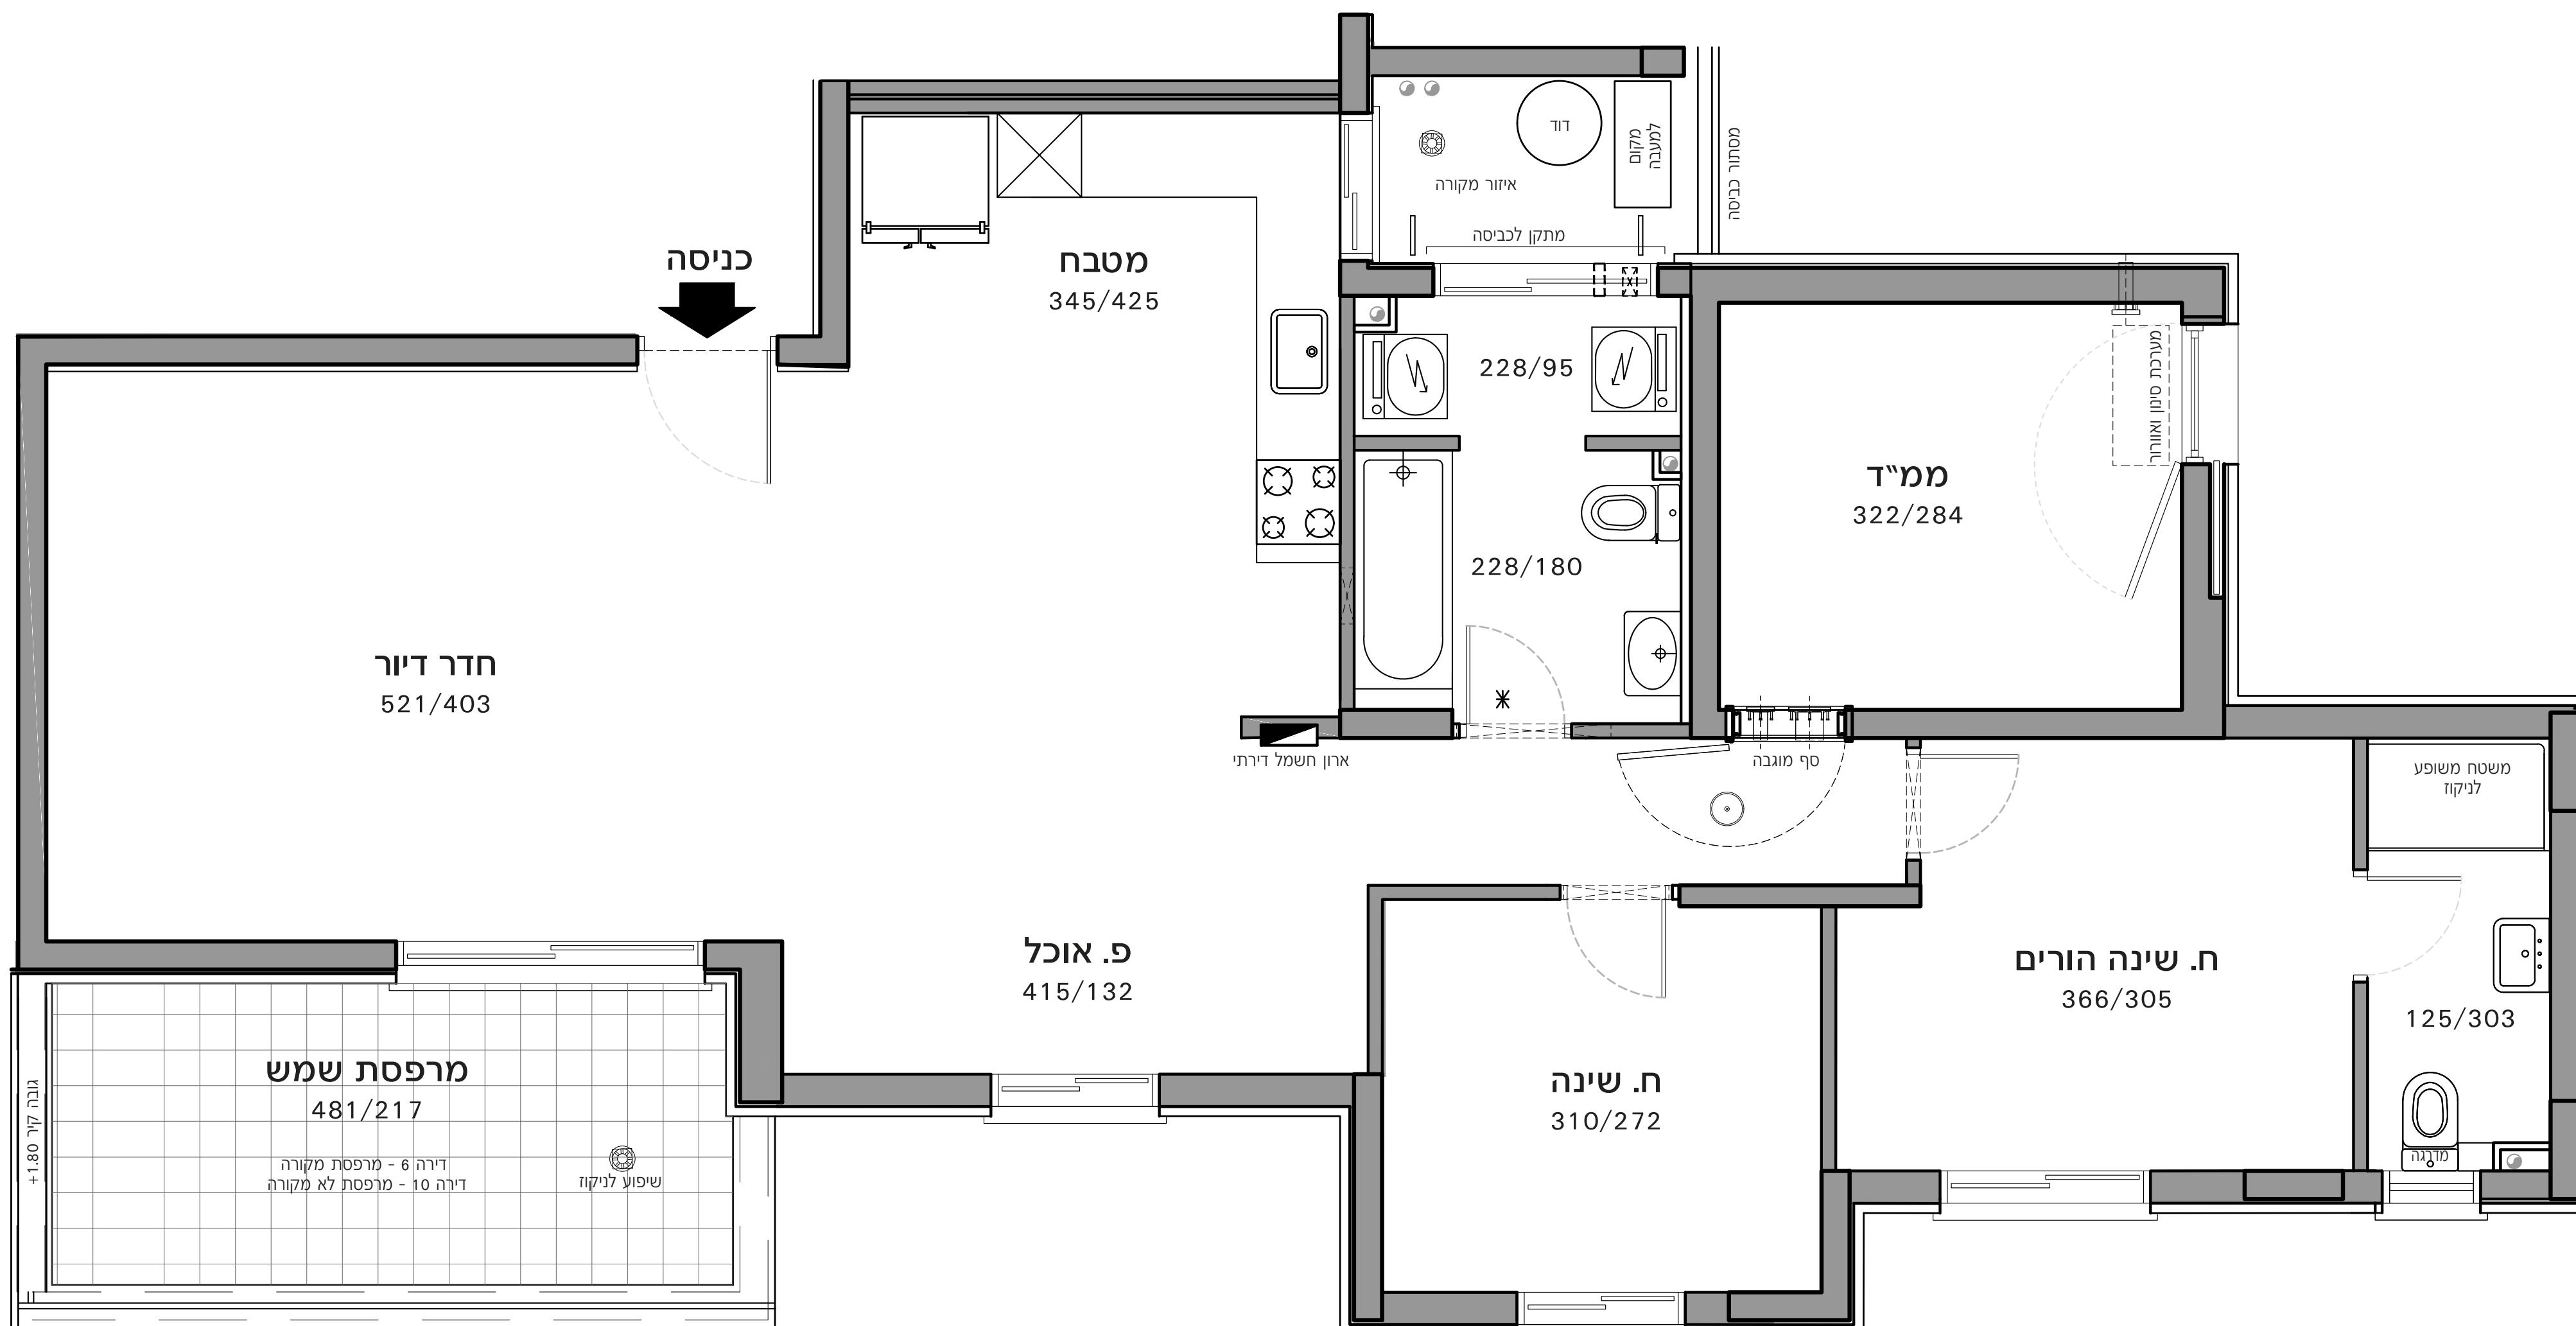 דוד
מקום
למעבה
מסתור כביסה
איזור מקורה
מתקן לכביסה
כניסה
מטבח
345/425
228/95
מערכת סינון ואוורור
ממ"ד
322/284
228/180
חדר דיור
521/403
ארון חשמל דירתי
סף מוגבה
משטח משופע
לניקוז
פ. אוכל
415/132
ח. שינה הורים
366/305
125/303
מרפסת שמש
481/217
ח. שינה
310/272
גובה קיר 1.80+
דירה 6 - מרפסת מקורה
דירה 10 - מרפסת לא מקורה
שיפוע לניקוז
מדרגה